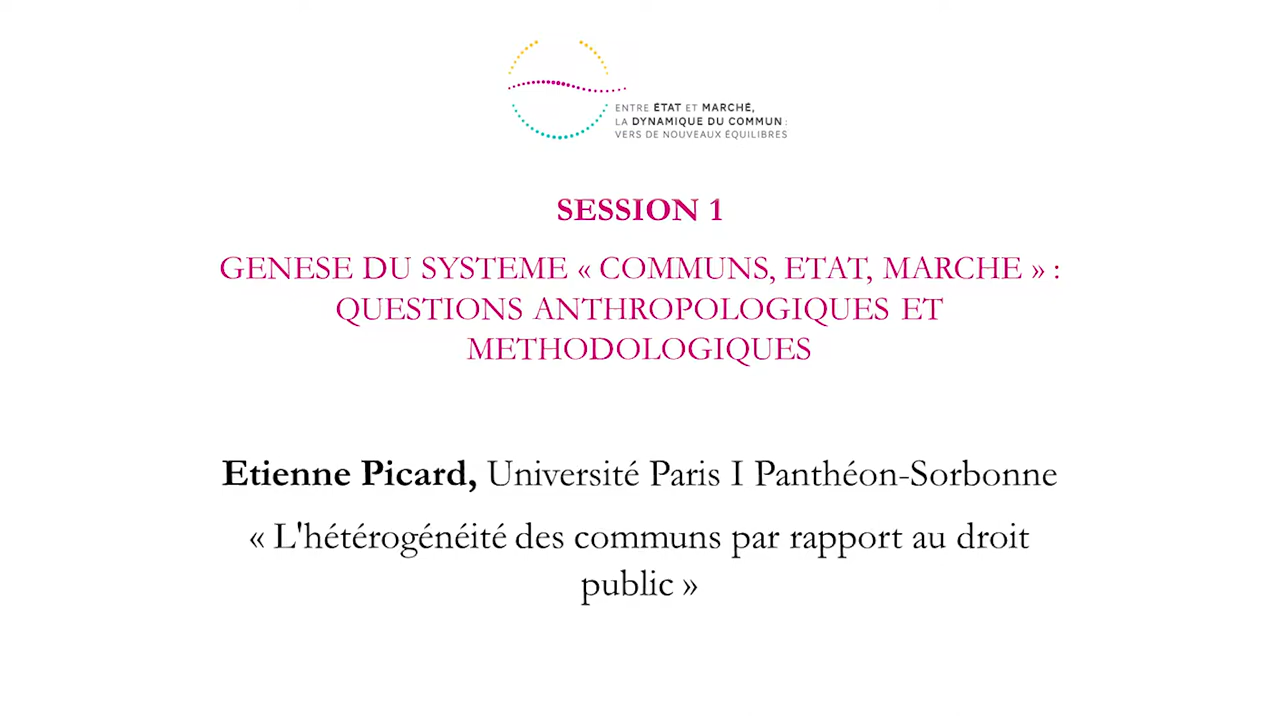 ENTRE ÉTAT ET MARCHÉ,
LA DYNAMIQUE DU COMMUN :
VERS DE NOUVEAUX ÉQUILIBRES
SESSION 1
GENESE DU SYSTEME « COMMUNS, ETAT, MARCHE » :
QUESTIONS ANTHROPOLOGIQUES ET
METHODOLOGIQUES
Etienne Picard, Université Paris I Panthéon-Sorbonne
« L'hétérogénéité des communs par rapport au droit
public »